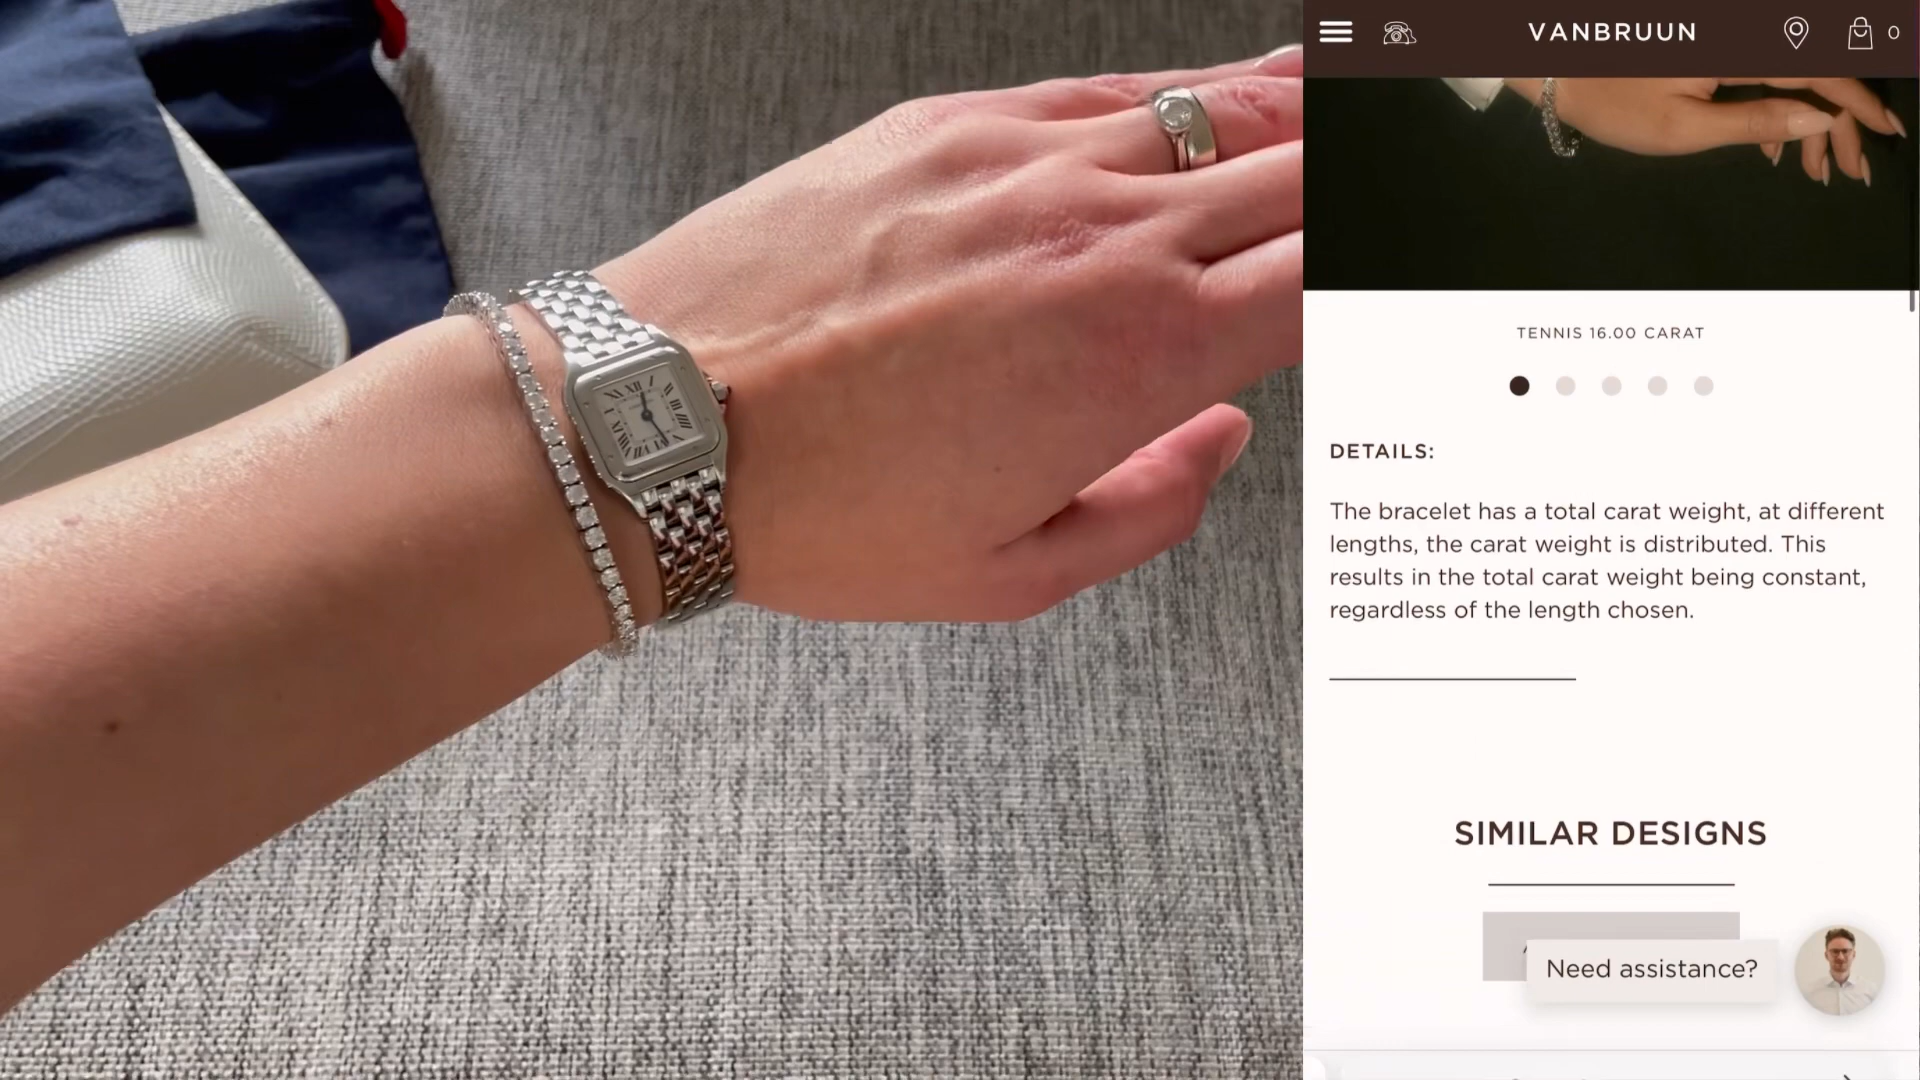 VANBRUUN
0
TENNIS 16.00 CARAT
DETAILS:
The bracelet has a total carat weight, at different
lengths, the carat weight is distributed. This
results in the total carat weight being constant,
regardless of the length chosen.
SIMILAR DESIGNS
Need assistance?